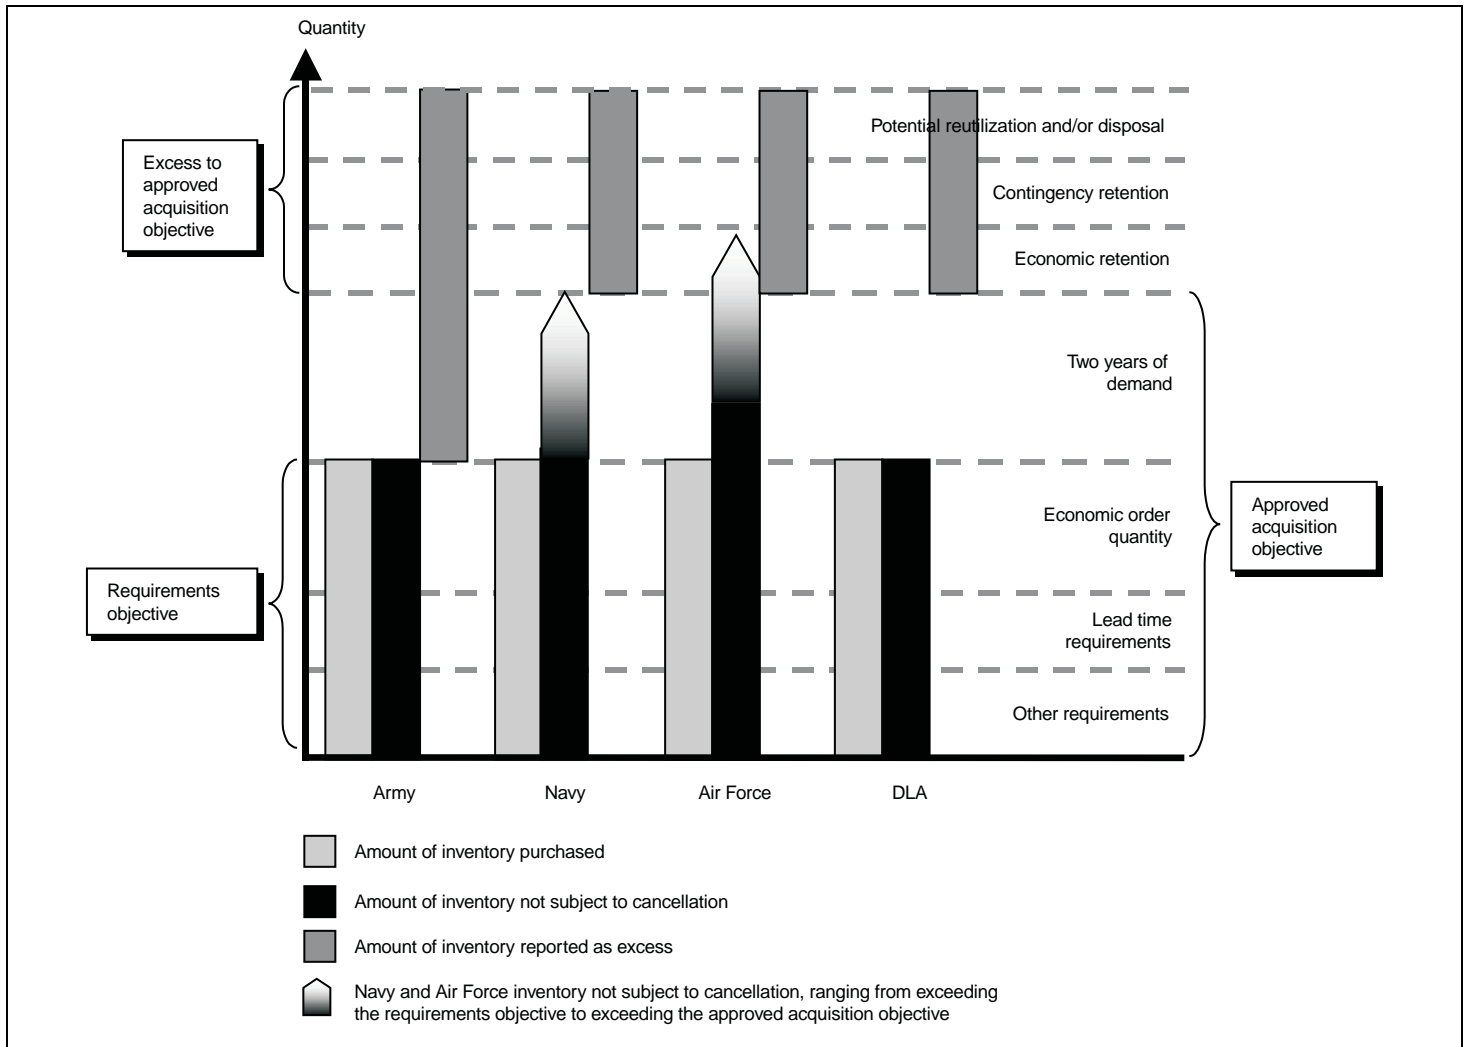 Quantity
Potential reutilization and/or disposal
Excess to
approved
acquisition
objective
Contingency retention
Economic retention
Two years of
demand
Economic order
quantity
Approved
acquisition
objective
Requirements
objective
Lead time
requirements
Other requirements
Army
Navy
Air Force
DLA
Amount of inventory purchased
Amount of inventory not subject to cancellation
Amount of inventory reported as excess
Navy and Air Force inventory not subject to cancellation, ranging from exceeding
the requirements objective to exceeding the approved acquisition objective